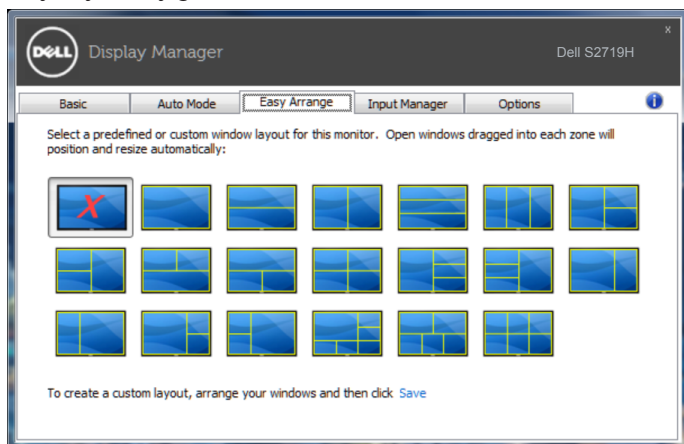 DELL
Display Manager
Dell S2719H
x
Basic
Auto Mode
Easy Arrange
Input Manager
Options
i
Select a predefined or custom window layout for this monitor. Open windows dragged into each zone will
position and resize automatically:
X
To create a custom layout, arrange your windows and then click Save